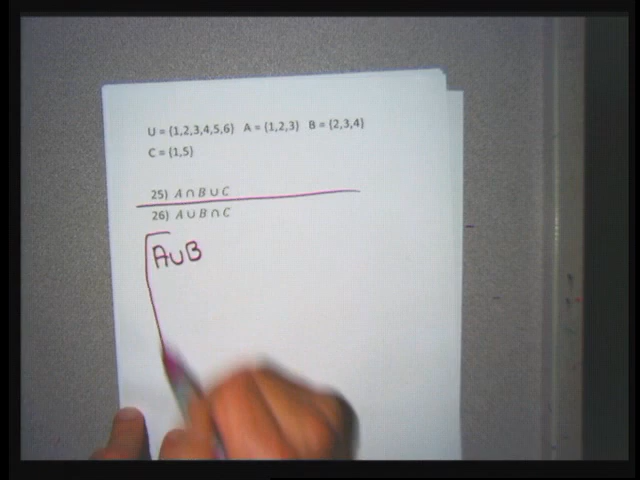 U = {1,2,3,4,5,6} A = {1,2,3} B = {2,3,4}
C = {1,5}
25) A ∩ B ∪ C
26) A ∪ B ∩ C
A∪B